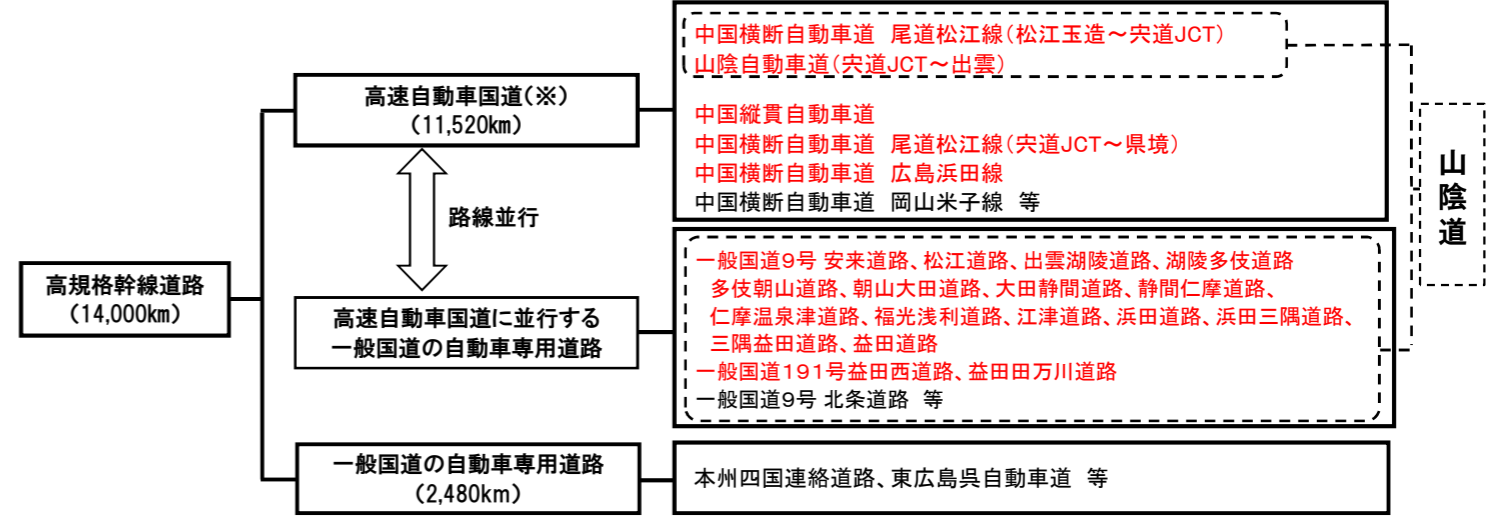 高規格幹線道路
(14,000㎞)
高速自動車国道(※)
(11,520㎞)
路線並行
高速自動車国道に並行する
一般国道の自動車専用道路
一般国道の自動車専用道路
(2,480㎞)
中国横断自動車道 尾道松江線(松江玉造~宍道JCT)
山陰自動車道(宍道JCT~出雲)
中国縦貫自動車道
中国横断自動車道 尾道松江線(宍道JCT~県境)
中国横断自動車道 広島浜田線
中国横断自動車道 岡山米子線 等
一般国道9号 安来道路、松江道路、出雲湖陵道路、湖陵多伎道路
多伎朝山道路、朝山大田道路、大田静間道路、静間仁摩道路、
仁摩温泉津道路、福光浅利道路、江津道路、浜田道路、浜田三隅道路、
三隅益田道路、益田道路
一般国道191号益田西道路、益田田万川道路
一般国道9号 北条道路 等
本州四国連絡道路、東広島呉自動車道 等
山陰道